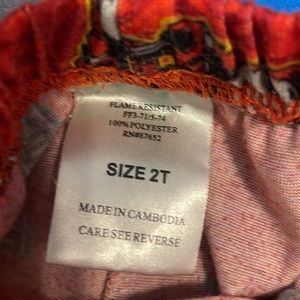 FLAME RESISTANT
FF3-71/5-74
100% POLYESTER
RN#87652
SIZE 2T
MADE IN CAMBODIA
CARE SEE REVERSE